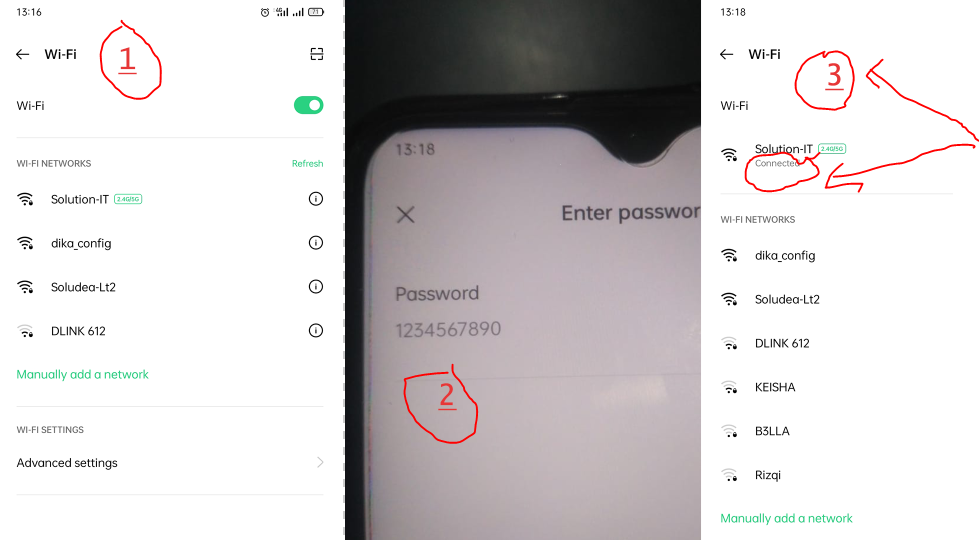 13:16
4G
71
Wi-Fi
1
Wi-Fi
WI-FI NETWORKS
Refresh
Solution-IT 2.4G/5G
dika_config
Soludea-Lt2
DLINK 612
Manually add a network
WI-FI SETTINGS
Advanced settings
13:18
Enter passwor
Password
1234567890
2
13:18
Wi-Fi
3
Wi-Fi
Solution-IT 2.4G/5G
Connected
WI-FI NETWORKS
dika_config
Soludea-Lt2
DLINK 612
KEISHA
B3LLA
Rizqi
Manually add a network